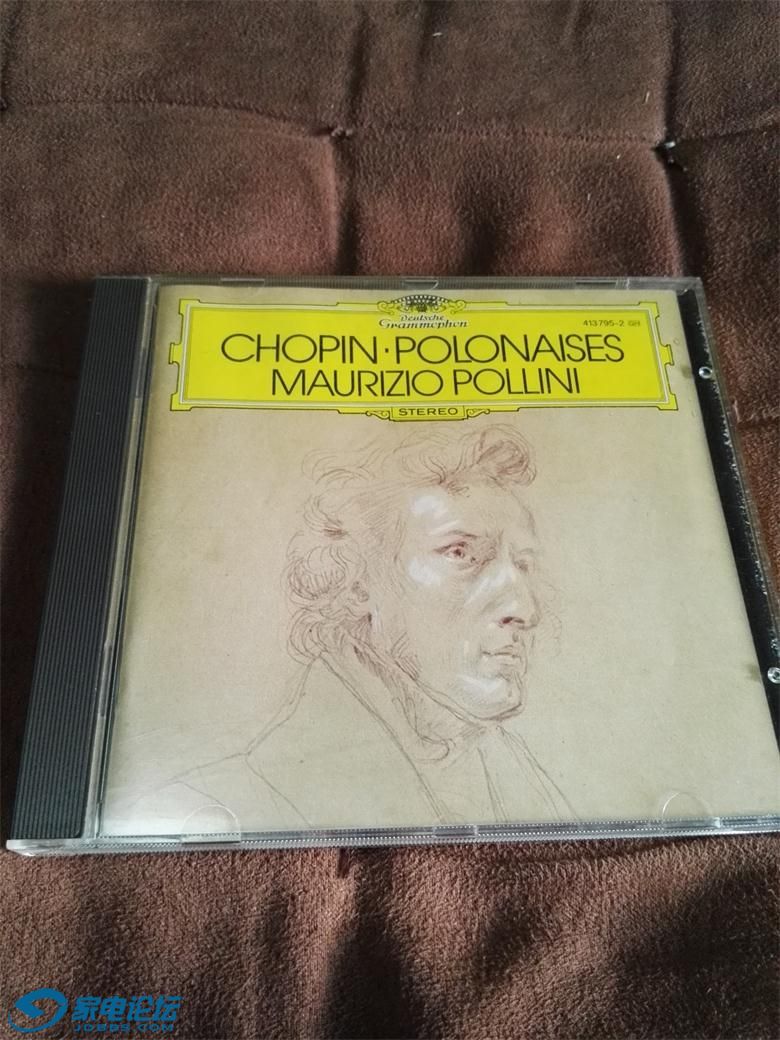 Deutsche
Grammophon
413 795-2 GH
CHOPIN·POLONAISES
MAURIZIO POLLINI
STEREO
家电论坛
JDBBS.COM